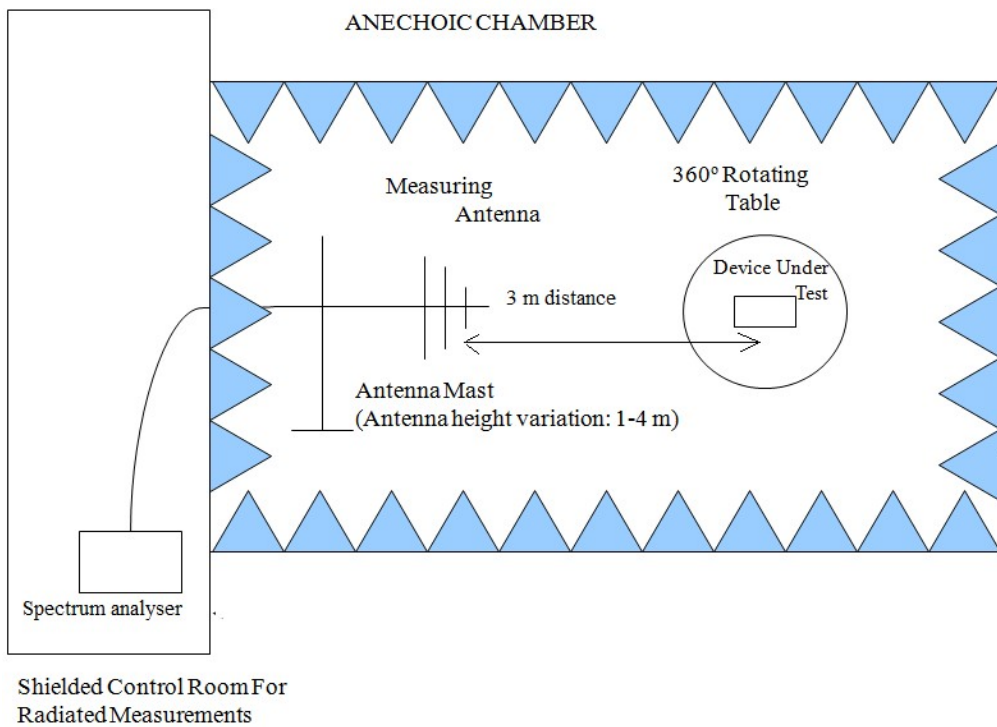 ANECHOIC CHAMBER
360º Rotating
Table
Measuring
Antenna
Device Under
Test
3 m distance
Antenna Mast
(Antenna height variation: 1-4 m)
Spectrum analyser
Shielded Control Room For
Radiated Measurements